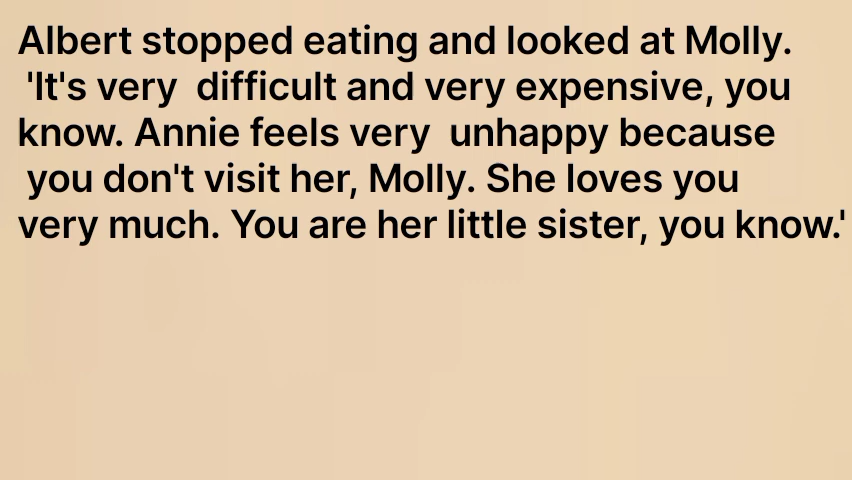 Albert stopped eating and looked at Molly.
'It's very  difficult and very expensive, you
know. Annie feels very  unhappy because
you don't visit her, Molly. She loves you
very much. You are her little sister, you know.'